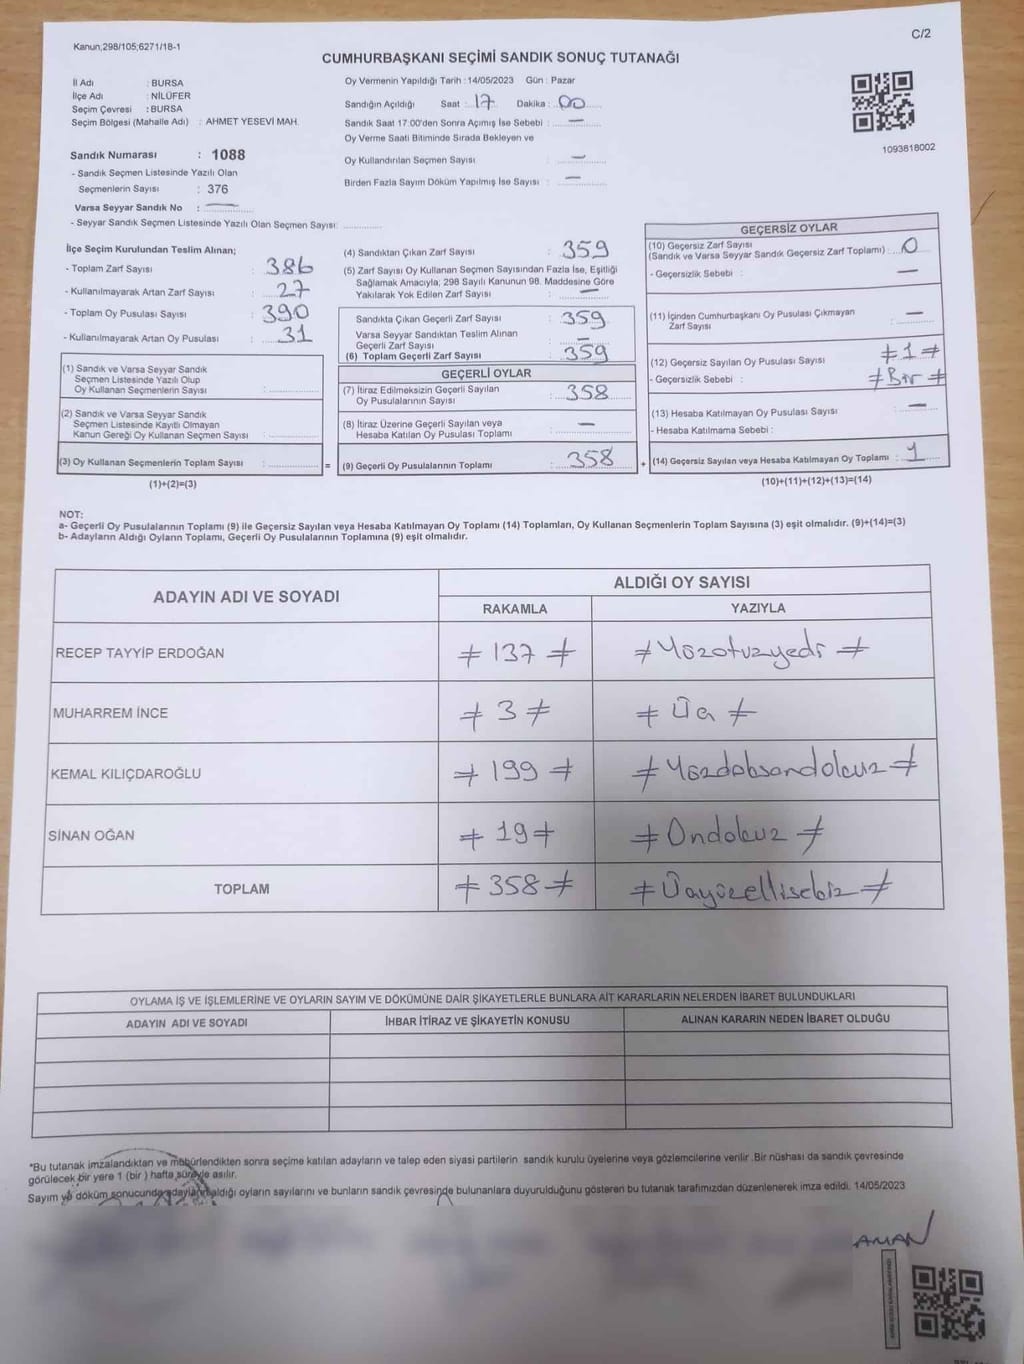 Kanun,298/105;6271/18-1
C/2
CUMHURBAŞKANI SEÇİMİ SANDIK SONUÇ TUTANAĞI
İl Adı : BURSA
İlçe Adı : NİLÜFER
Seçim Çevresi : BURSA
Seçim Bölgesi (Mahalle Adı) : AHMET YESEVİ MAH.
Oy Vermenin Yapıldığı Tarih : 14/05/2023 Gün : Pazar
Sandığın Açıldığı Saat : 17 Dakika : 00
Sandık Saat 17:00'den Sonra Açımış İse Sebebi : —
Oy Verme Saati Bitiminde Sırada Bekleyen ve
Oy Kullandırılan Seçmen Sayısı : —
Birden Fazla Sayım Döküm Yapılmış İse Sayısı : —
1093818002
Sandık Numarası : 1088
- Sandık Seçmen Listesinde Yazılı Olan
Seçmenlerin Sayısı : 376
Varsa Seyyar Sandık No : —
- Seyyar Sandık Seçmen Listesinde Yazılı Olan Seçmen Sayısı:
İlçe Seçim Kurulundan Teslim Alınan;
- Toplam Zarf Sayısı : 386
- Kullanılmayarak Artan Zarf Sayısı : 27
- Toplam Oy Pusulası Sayısı : 390
- Kullanılmayarak Artan Oy Pusulası : 31
(1) Sandık ve Varsa Seyyar Sandık
Seçmen Listesinde Yazılı Olup
Oy Kullanan Seçmenlerin Sayısı :
(2) Sandık ve Varsa Seyyar Sandık
Seçmen Listesinde Kayıtlı Olmayan
Kanun Gereği Oy Kullanan Seçmen Sayısı :
(3) Oy Kullanan Seçmenlerin Toplam Sayısı : =
(1)+(2)=(3)
(4) Sandıktan Çıkan Zarf Sayısı : 359
(5) Zarf Sayısı Oy Kullanan Seçmen Sayısından Fazla İse, Eşitliği
Sağlamak Amacıyla; 298 Sayılı Kanunun 98. Maddesine Göre
Yakılarak Yok Edilen Zarf Sayısı : —
Sandıkta Çıkan Geçerli Zarf Sayısı : 359
Varsa Seyyar Sandıktan Teslim Alınan
Geçerli Zarf Sayısı : —
(6) Toplam Geçerli Zarf Sayısı : 359
GEÇERLİ OYLAR
(7) İtiraz Edilmeksizin Geçerli Sayılan
Oy Pusulalarının Sayısı : 358
(8) İtiraz Üzerine Geçerli Sayılan veya
Hesaba Katılan Oy Pusulası Toplamı : —
(9) Geçerli Oy Pusulalarının Toplamı : 358 +
GEÇERSİZ OYLAR
(10) Geçersiz Zarf Sayısı
(Sandık ve Varsa Seyyar Sandık Geçersiz Zarf Toplamı) : 0
- Geçersizlik Sebebi : —
(11) İçinden Cumhurbaşkanı Oy Pusulası Çıkmayan
Zarf Sayısı : —
(12) Geçersiz Sayılan Oy Pusulası Sayısı : ≠ 1 ≠
- Geçersizlik Sebebi : ≠ Bir ≠
(13) Hesaba Katılmayan Oy Pusulası Sayısı : —
- Hesaba Katılmama Sebebi :
(14) Geçersiz Sayılan veya Hesaba Katılmayan Oy Toplamı : 1
(10)+(11)+(12)+(13)=(14)
NOT:
a- Geçerli Oy Pusulalarının Toplamı (9) ile Geçersiz Sayılan veya Hesaba Katılmayan Oy Toplamı (14) Toplamları, Oy Kullanan Seçmenlerin Toplam Sayısına (3) eşit olmalıdır. (9)+(14)=(3)
b- Adayların Aldığı Oyların Toplamı, Geçerli Oy Pusulalarının Toplamına (9) eşit olmalıdır.
ADAYIN ADI VE SOYADI
ALDIĞI OY SAYISI
RAKAMLA YAZIYLA
RECEP TAYYİP ERDOĞAN ≠ 137 ≠ ≠ Yüzotuzyedi ≠
MUHARREM İNCE ≠ 3 ≠ ≠ Üç ≠
KEMAL KILIÇDAROĞLU ≠ 199 ≠ ≠ Yüzdoksandokuz ≠
SİNAN OĞAN ≠ 19 ≠ ≠ Ondokuz ≠
TOPLAM ≠ 358 ≠ ≠ Üçyüzellisekiz ≠
OYLAMA İŞ VE İŞLEMLERİNE VE OYLARIN SAYIM VE DÖKÜMÜNE DAİR ŞİKAYETLERLE BUNLARA AİT KARARLARIN NELERDEN İBARET BULUNDUKLARI
ADAYIN ADI VE SOYADI İHBAR İTİRAZ VE ŞİKAYETİN KONUSU ALINAN KARARIN NEDEN İBARET OLDUĞU
*Bu tutanak imzalandıktan ve mühürlendikten sonra seçime katılan adayların ve talep eden siyasi partilerin sandık kurulu üyelerine veya gözlemcilerine verilir .Bir nüshası da sandık çevresinde
görülecek bir yere 1 (bir ) hafta süreyle asılır.
Sayım ve döküm sonucunda adayların aldığı oyların sayılarını ve bunların sandık çevresinde bulunanlara duyurulduğunu gösteren bu tutanak tarafımızdan düzenlenerek imza edildi. 14/05/2023
AMAN